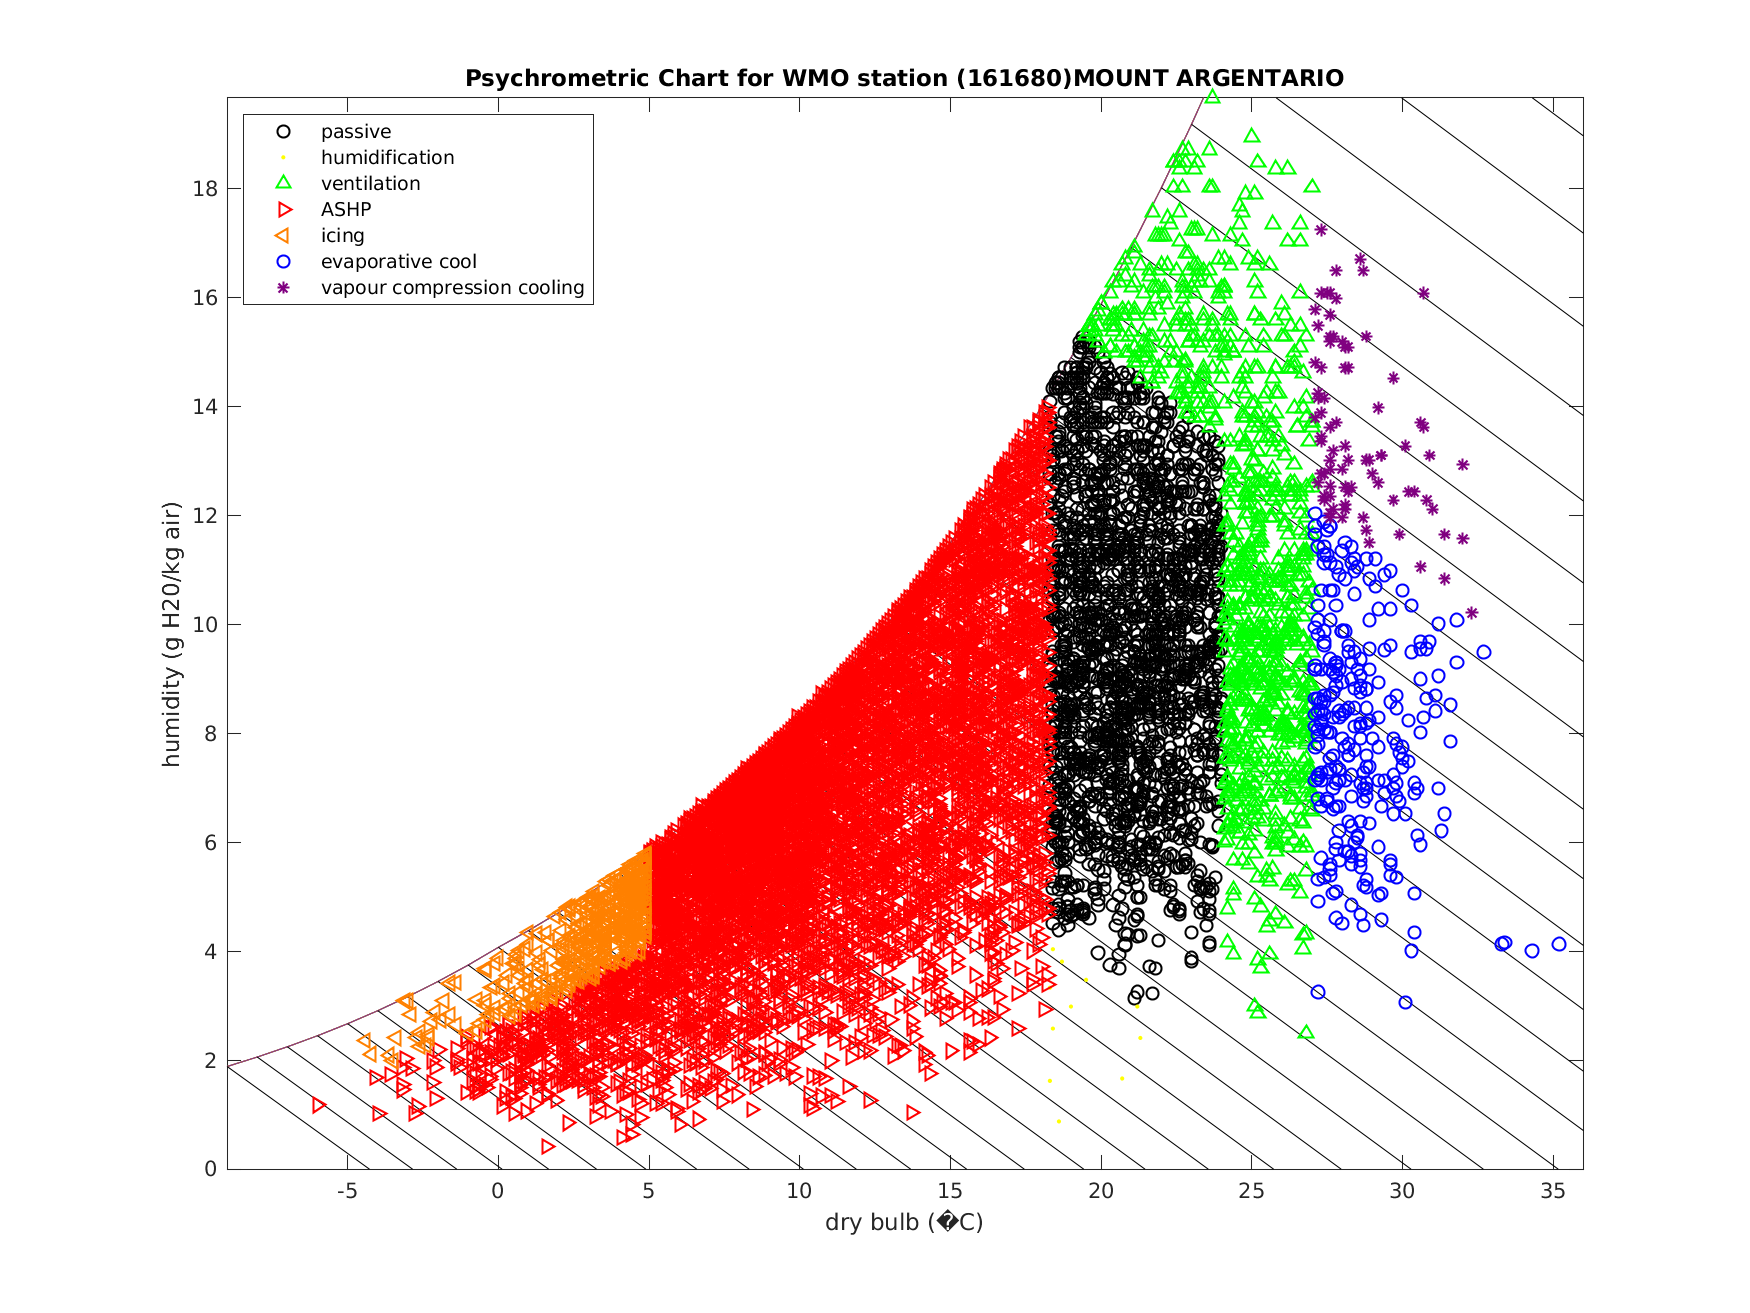 Psychrometric Chart for WMO station (161680)MOUNT ARGENTARIO
passive
humidification
ventilation
ASHP
icing
evaporative cool
vapour compression cooling
humidity (g H20/kg air)
18
16
14
12
10
8
6
4
2
0
-5
0
5
10
15
20
25
30
35
dry bulb (�C)